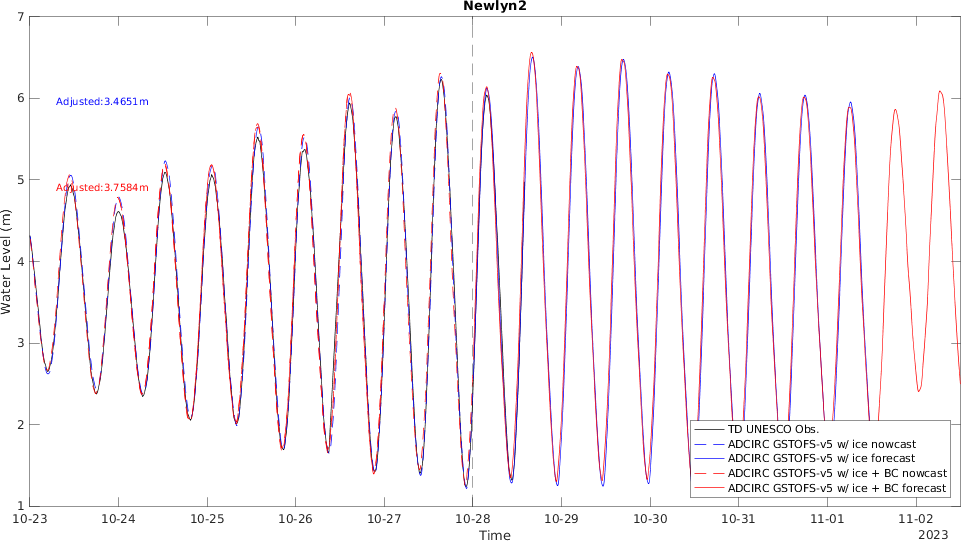 Newlyn2
7
6
5
4
3
2
1
Water Level (m)
Adjusted:3.4651m
Adjusted:3.7584m
TD UNESCO Obs.
ADCIRC GSTOFS-v5 w/ ice nowcast
ADCIRC GSTOFS-v5 w/ ice forecast
ADCIRC GSTOFS-v5 w/ ice + BC nowcast
ADCIRC GSTOFS-v5 w/ ice + BC forecast
10-23 10-24 10-25 10-26 10-27 10-28 10-29 10-30 10-31 11-01 11-02
Time
2023